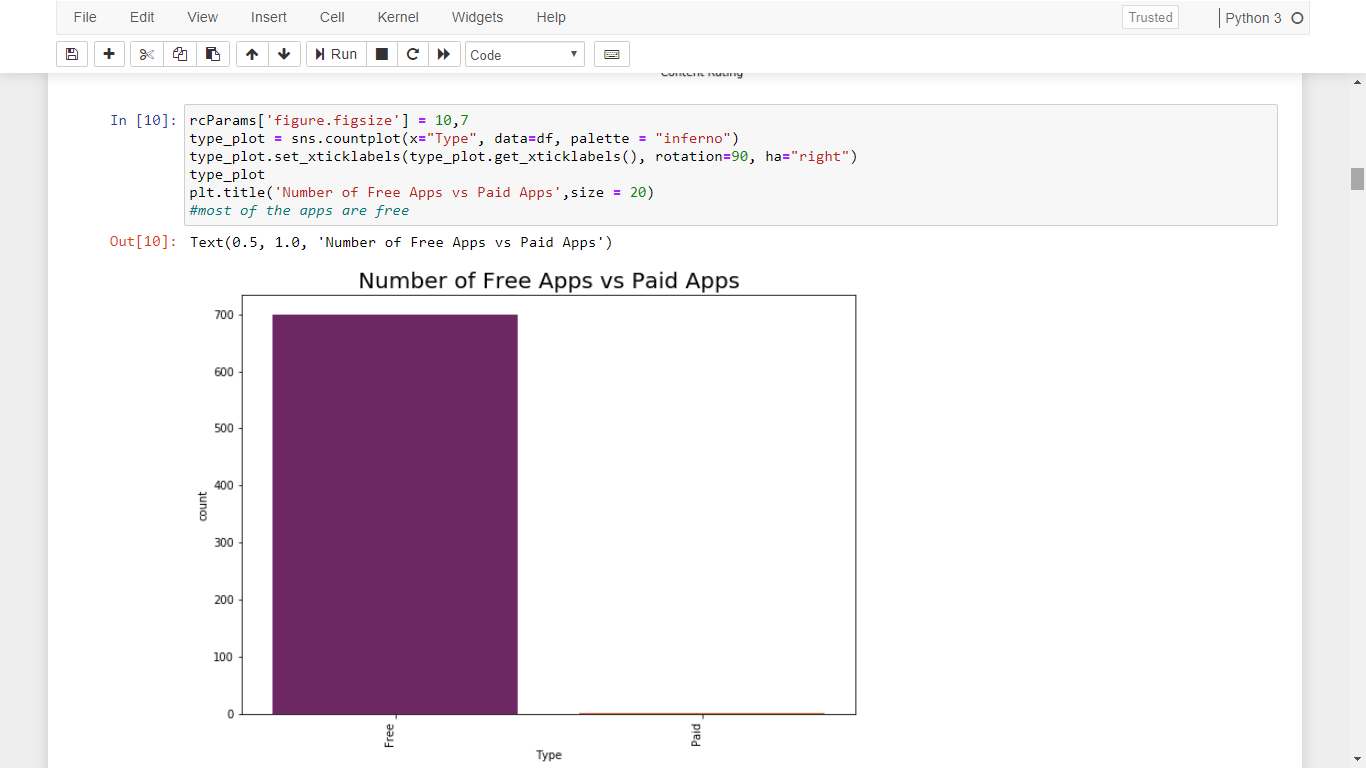 File Edit View Insert Cell Kernel Widgets Help Trusted Python 3
Run Code
Content Rating
In [10]: rcParams['figure.figsize'] = 10,7
type_plot = sns.countplot(x="Type", data=df, palette = "inferno")
type_plot.set_xticklabels(type_plot.get_xticklabels(), rotation=90, ha="right")
type_plot
plt.title('Number of Free Apps vs Paid Apps',size = 20)
#most of the apps are free
Out[10]: Text(0.5, 1.0, 'Number of Free Apps vs Paid Apps')
Number of Free Apps vs Paid Apps
700
600
500
400
300
200
100
0
count
Free Paid
Type